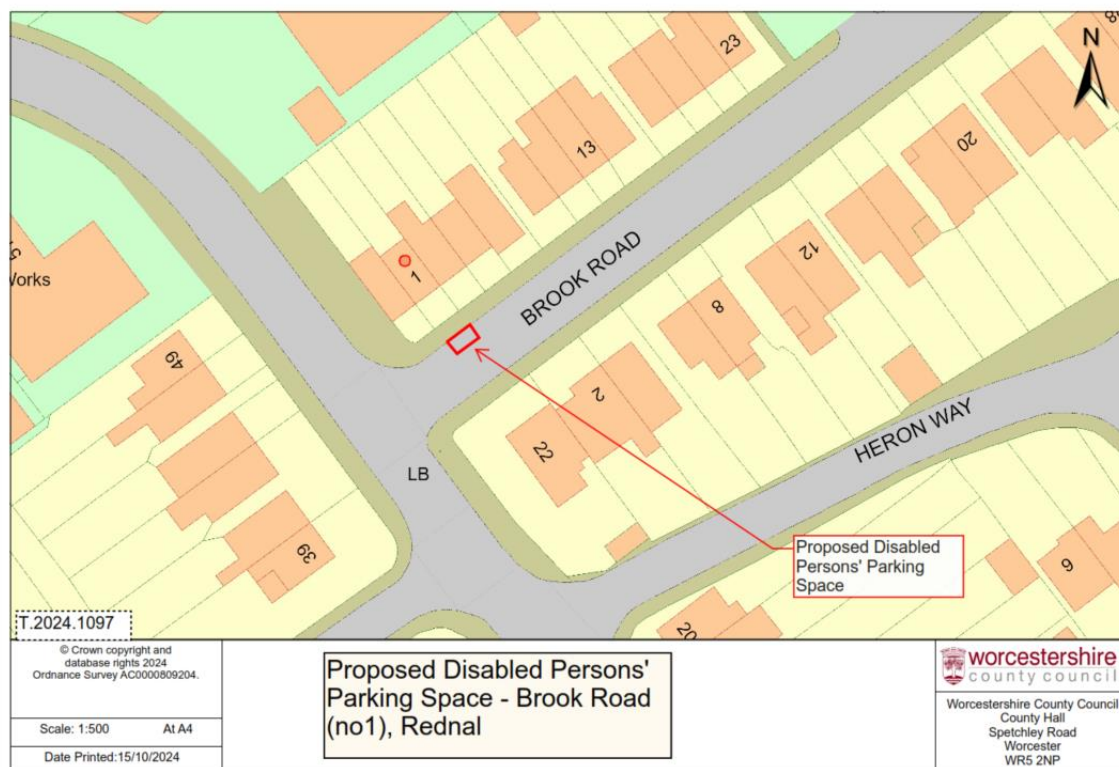 N
23
13
20
1
12
8
2
22
49
39
6
20
Works
BROOK ROAD
HERON WAY
LB
Proposed Disabled
Persons' Parking
Space
T.2024.1097
© Crown copyright and
database rights 2024
Ordnance Survey AC0000809204.
Scale: 1:500 At A4
Date Printed:15/10/2024
Proposed Disabled Persons'
Parking Space - Brook Road
(no1), Rednal
worcestershire
county council
Worcestershire County Council
County Hall
Spetchley Road
Worcester
WR5 2NP